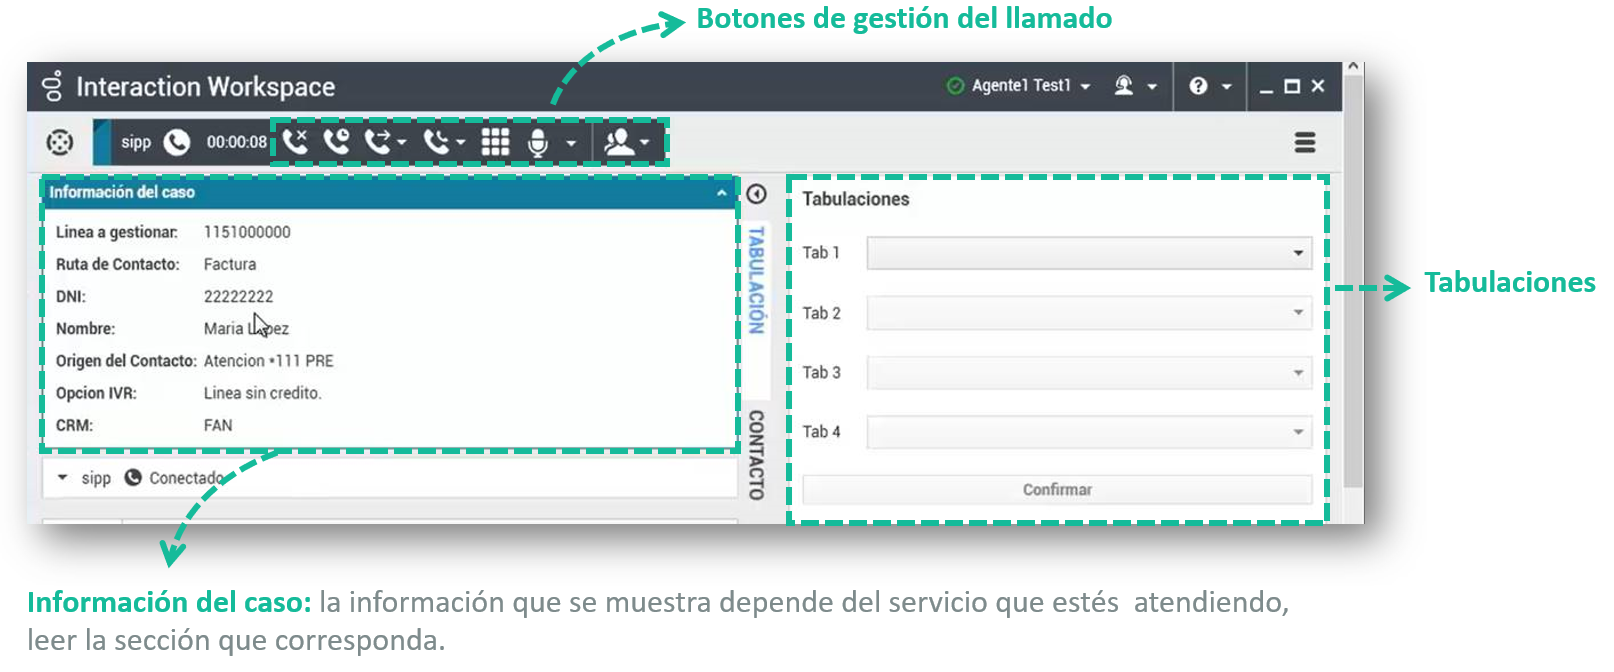 Botones de gestión del llamado
Interaction Workspace
Agente1 Test1
sipp 00:00:08
Información del caso
Linea a gestionar: 1151000000
Ruta de Contacto: Factura
DNI: 22222222
Nombre: Maria
Origen del Contacto: Atencion *111 PRE
Opcion IVR: Linea sin credito.
CRM: FAN
sipp Conectado
TABULACIÓN
CONTACTO
Tabulaciones
Tab 1
Tab 2
Tab 3
Tab 4
Confirmar
Tabulaciones
Información del caso: la información que se muestra depende del servicio que estés atendiendo,
leer la sección que corresponda.